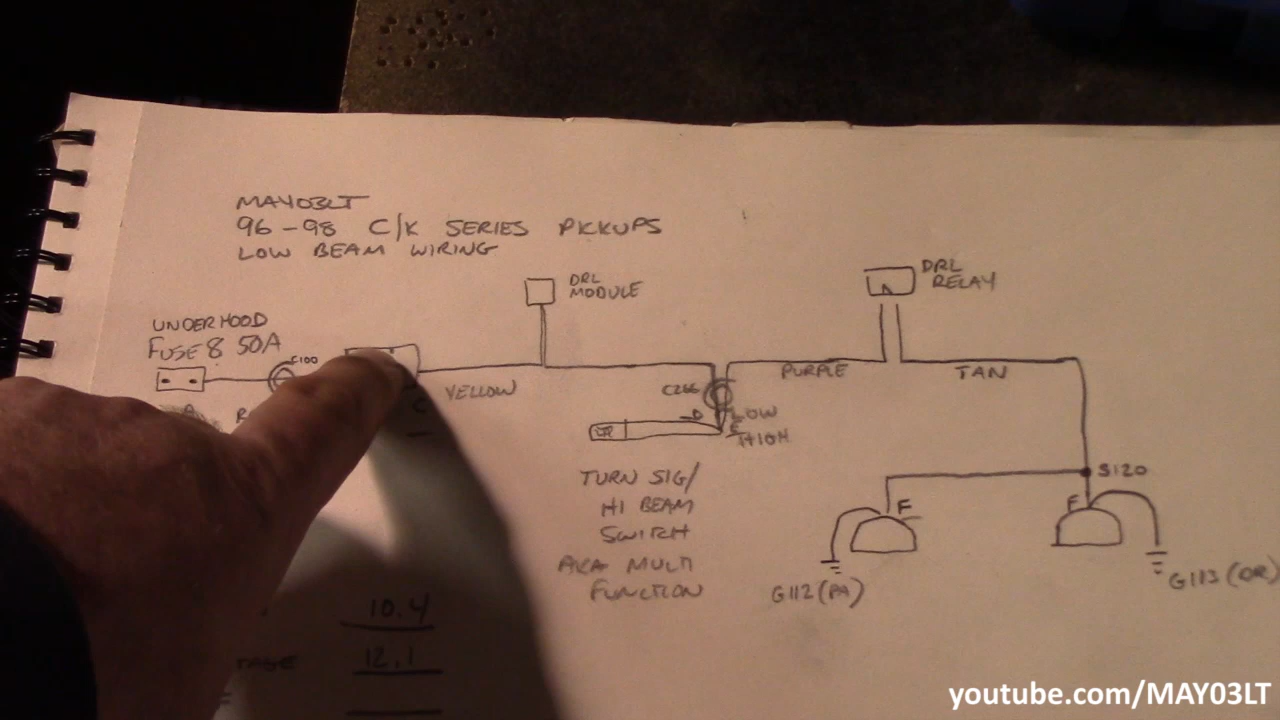 MAY03LT
96-98 C/K SERIES PICKUPS
LOW BEAM WIRING
UNDERHOOD
FUSE 8 50A
C100
DRL
MODULE
DRL
RELAY
YELLOW
C
C266
PURPLE
TAN
D
LOW
E
HIGH
S120
TURN SIG/
HI BEAM
SWITCH
AKA MULTI
FUNCTION
F
F
G112 (PA)
G113 (DR)
10.4
12.1
youtube.com/MAY03LT